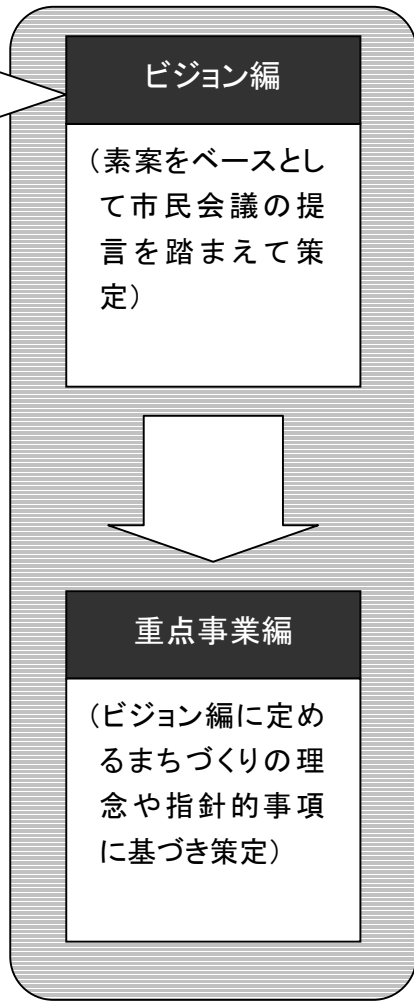 ビジョン編
（素案をベースとし
て市民会議の提
言を踏まえて策
定）
重点事業編
（ビジョン編に定め
るまちづくりの理
念や指針的事項
に基づき策定）